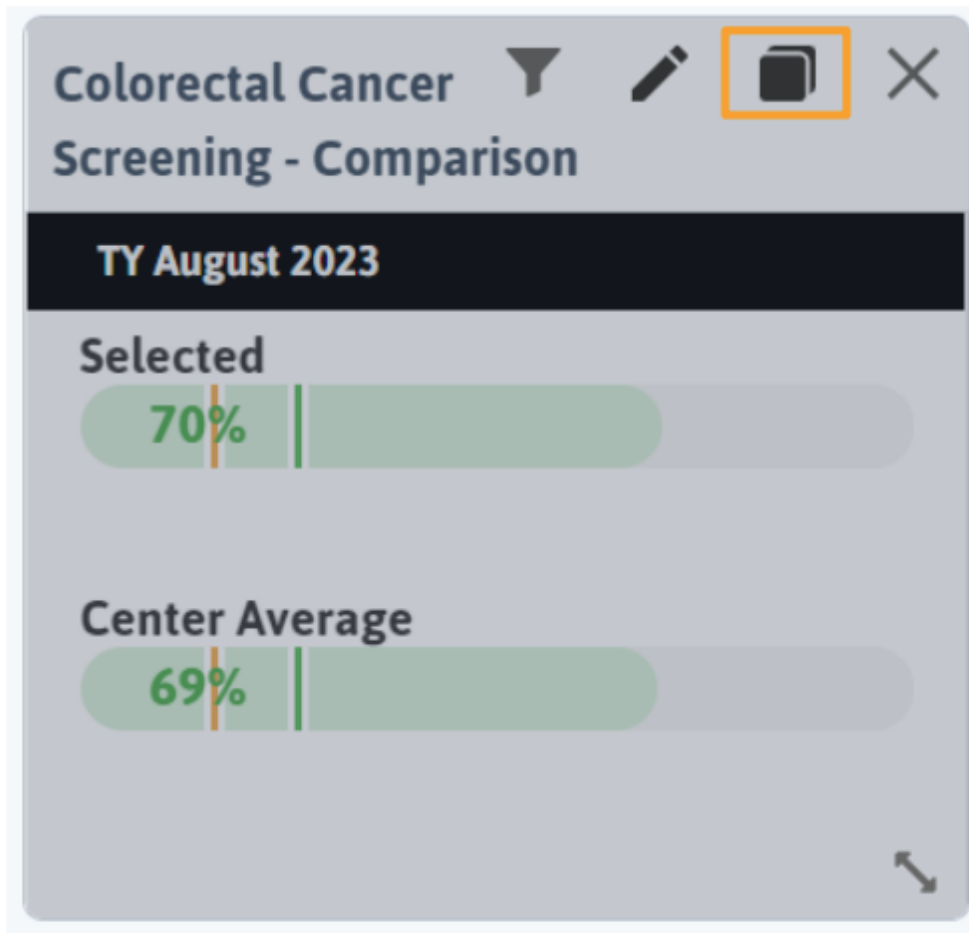 Colorectal Cancer
Screening - Comparison
TY August 2023
Selected
70%
Center Average
69%